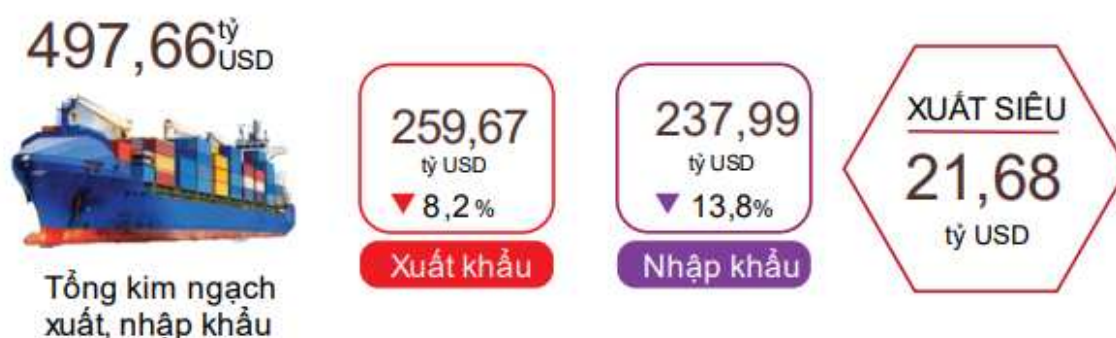 497,66 tỷ
USD
Tổng kim ngạch
xuất, nhập khẩu
259,67
tỷ USD
▼ 8,2%
Xuất khẩu
237,99
tỷ USD
▼ 13,8%
Nhập khẩu
XUẤT SIÊU
21,68
tỷ USD